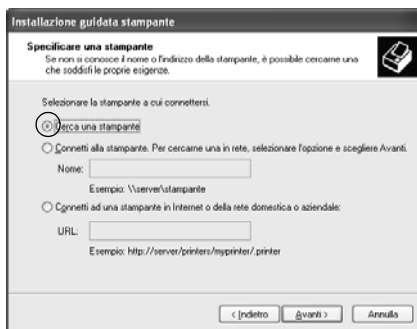 Installazione guidata stampante
Specificare una stampante
Se non si conosce il nome o l'indirizzo della stampante, è possibile cercarne una
che soddisfi le proprie esigenze.
Selezionare la stampante a cui connettersi.
Cerca una stampante
Connetti alla stampante. Per cercarne una in rete, selezionare l'opzione e scegliere Avanti.
Nome:
Esempio: \\server\stampante
Connetti ad una stampante in Internet o della rete domestica o aziendale:
URL:
Esempio: http://server/printers/myprinter/.printer
< Indietro
Avanti >
Annulla